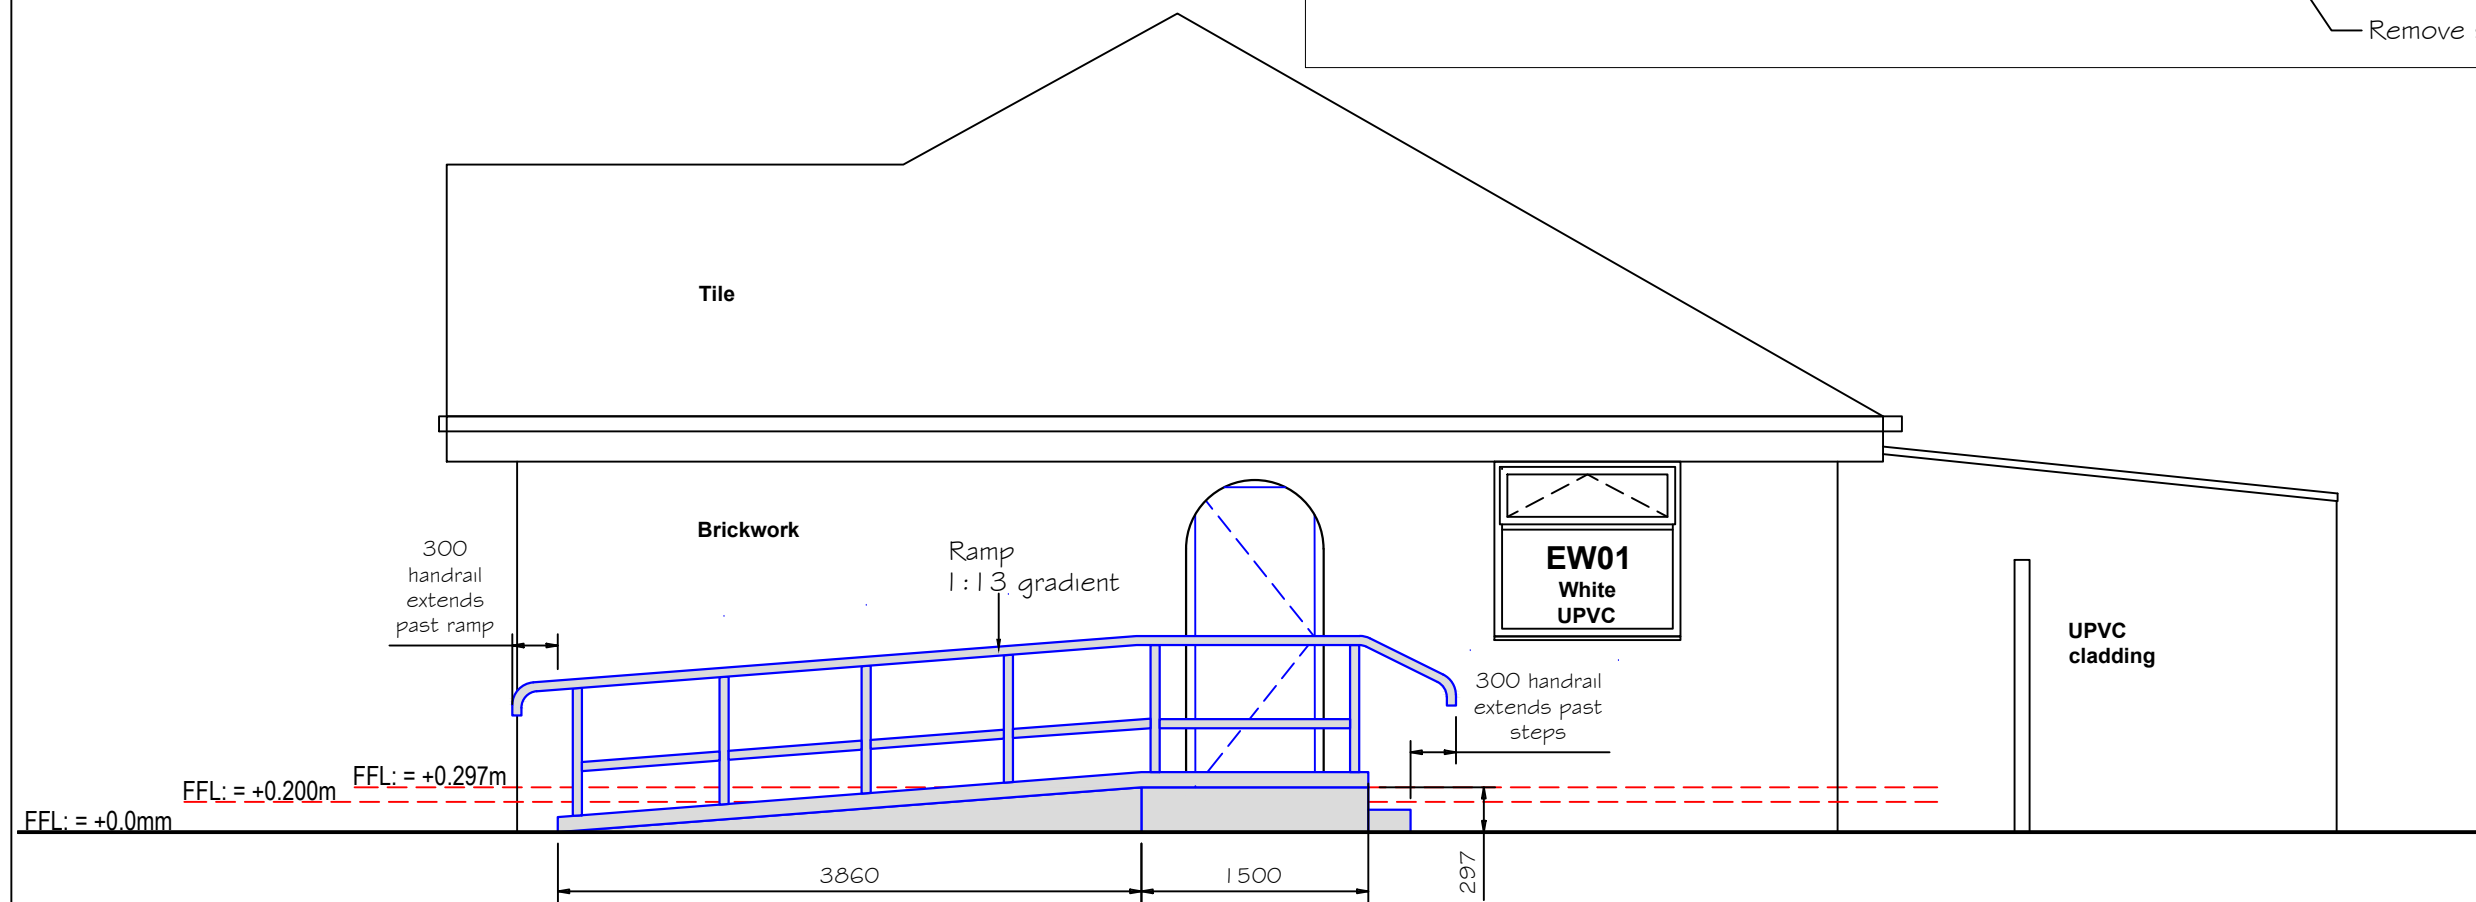 Remove
Tile
Brickwork
300
handrail
extends
past ramp
Ramp
1:13 gradient
EW01
White
UPVC
UPVC
cladding
300 handrail
extends past
steps
FFL: = +0.297m
FFL: = +0.200m
FFL: = +0.0mm
3860
1500
297